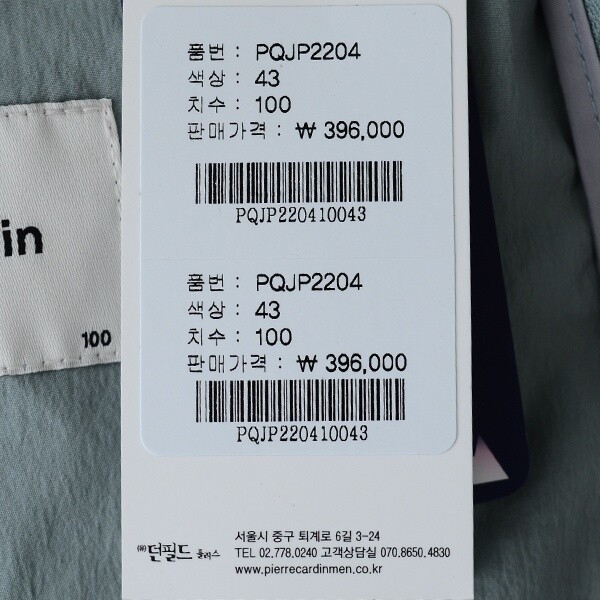 품번 : PQJP2204
색상 : 43
치수 : 100
판매가격 : ₩ 396,000
PQJP220410043
품번 : PQJP2204
색상 : 43
치수 : 100
판매가격 : ₩ 396,000
PQJP220410043
in
100
㈜던필드 플러스
서울시 중구 퇴계로 6길 3-24
TEL 02.778.0240 고객상담실 070.8650.4830
www.pierrecardinmen.co.kr